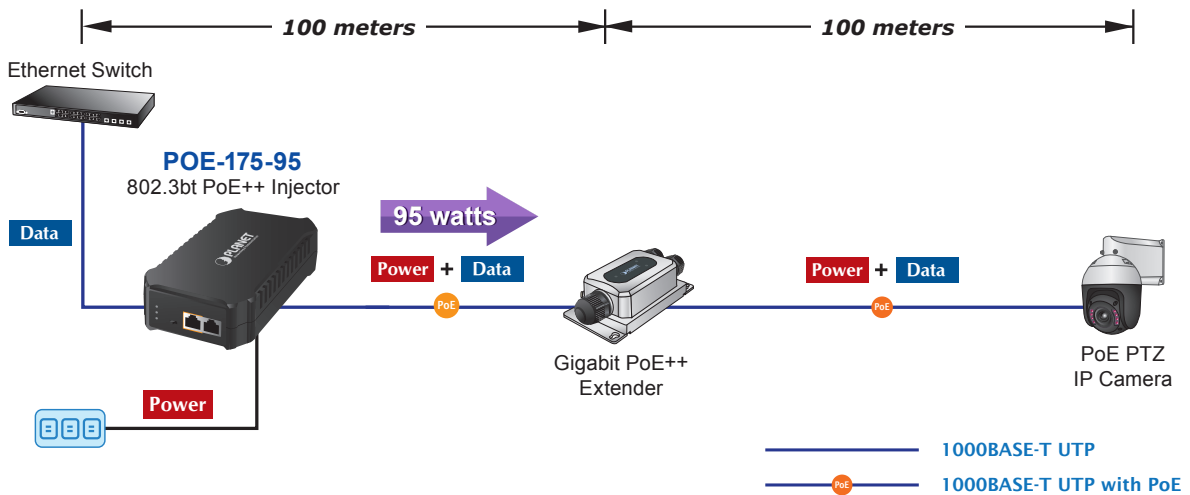 100 meters
100 meters
Ethernet Switch
POE-175-95
802.3bt PoE++ Injector
Data
95 watts
PLANET
Power + Data
Power + Data
PoE
PoE
Gigabit PoE++
Extender
PoE PTZ
IP Camera
Power
1000BASE-T UTP
PoE
1000BASE-T UTP with PoE